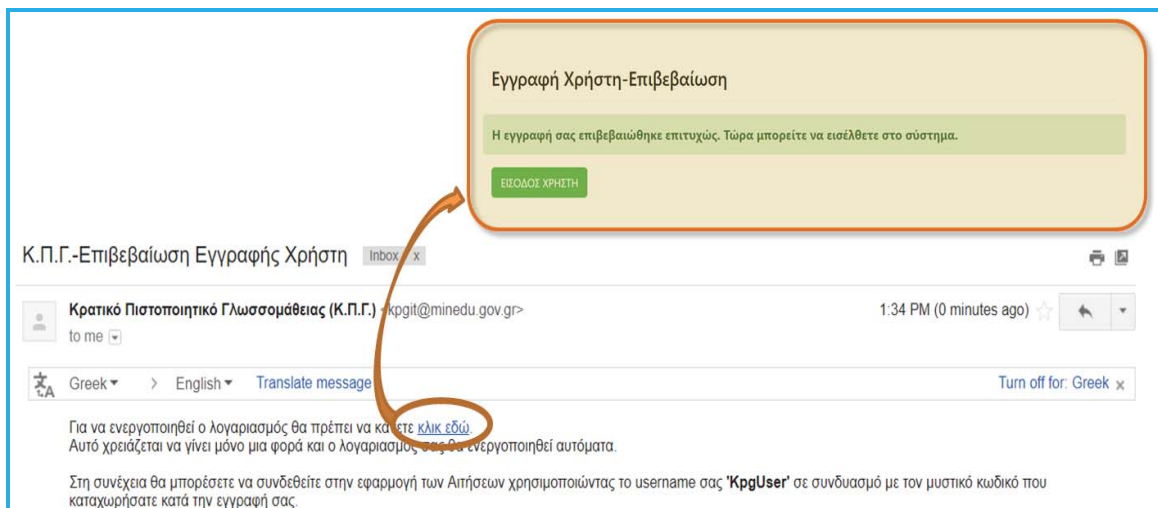 Εγγραφή Χρήστη-Επιβεβαίωση
Η εγγραφή σας επιβεβαιώθηκε επιτυχώς. Τώρα μπορείτε να εισέλθετε στο σύστημα.
ΕΙΣΟΔΟΣ ΧΡΗΣΤΗ
Κ.Π.Γ.-Επιβεβαίωση Εγγραφής Χρήστη Inbox x
Κρατικό Πιστοποιητικό Γλωσσομάθειας (Κ.Π.Γ.) <kpgit@minedu.gov.gr> 1:34 PM (0 minutes ago)
to me
Greek > English Translate message Turn off for: Greek x
Για να ενεργοποιηθεί ο λογαριασμός θα πρέπει να κάνετε κλικ εδώ.
Αυτό χρειάζεται να γίνει μόνο μια φορά και ο λογαριασμός σας θα ενεργοποιηθεί αυτόματα.
Στη συνέχεια θα μπορέσετε να συνδεθείτε στην εφαρμογή των Αιτήσεων χρησιμοποιώντας το username σας 'KpgUser' σε συνδυασμό με τον μυστικό κωδικό που
καταχωρήσατε κατά την εγγραφή σας.